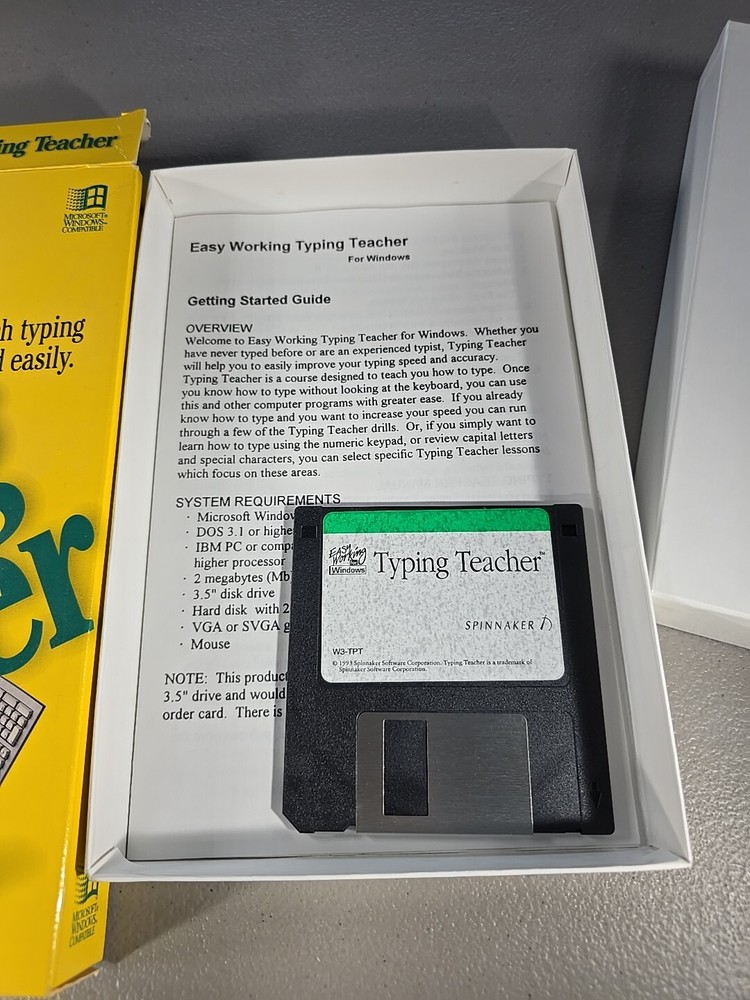 ing Teacher
MICROSOFT®
WINDOWS™
COMPATIBLE
h typing
d easily.
er
MICROSOFT®
WINDOWS™
COMPATIBLE
Easy Working Typing Teacher
For Windows
Getting Started Guide
OVERVIEW
Welcome to Easy Working Typing Teacher for Windows. Whether you
have never typed before or are an experienced typist, Typing Teacher
will help you to easily improve your typing speed and accuracy.
Typing Teacher is a course designed to teach you how to type. Once
you know how to type without looking at the keyboard, you can use
this and other computer programs with greater ease. If you already
know how to type and you want to increase your speed you can run
through a few of the Typing Teacher drills. Or, if you simply want to
learn how to type using the numeric keypad, or review capital letters
and special characters, you can select specific Typing Teacher lessons
which focus on these areas.
SYSTEM REQUIREMENTS
· Microsoft Window
· DOS 3.1 or highe
· IBM PC or compa
higher processor
· 2 megabytes (Mb
· 3.5" disk drive
· Hard disk with 2
· VGA or SVGA g
· Mouse
NOTE: This produc
3.5" drive and would
order card. There is
EASY
Working
for
Windows
Typing Teacher™
SPINNAKER
W3-TPT
© 1993 Spinnaker Software Corporation. Typing Teacher is a trademark of
Spinnaker Software Corporation.